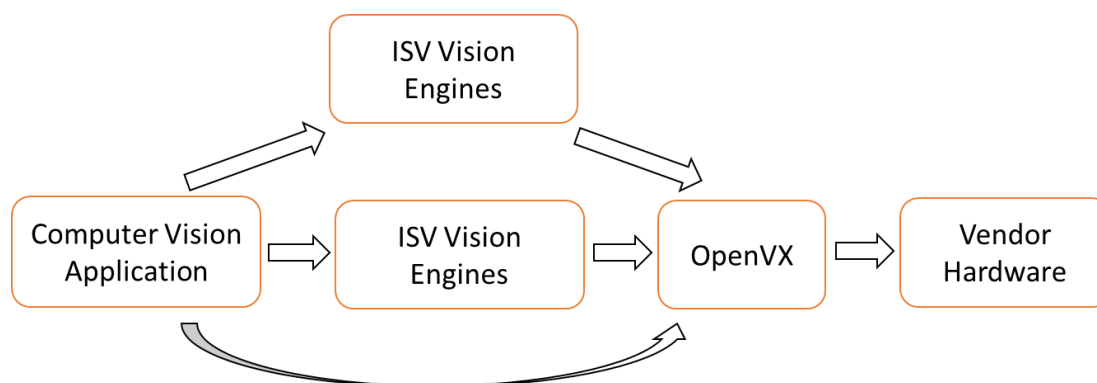 ISV Vision
Engines
Computer Vision
Application
ISV Vision
Engines
OpenVX
Vendor
Hardware